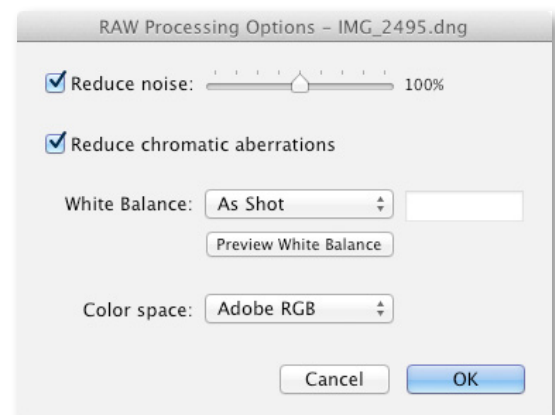 RAW Processing Options – IMG_2495.dng
Reduce noise: 100%
Reduce chromatic aberrations
White Balance: As Shot
Preview White Balance
Color space: Adobe RGB
Cancel OK